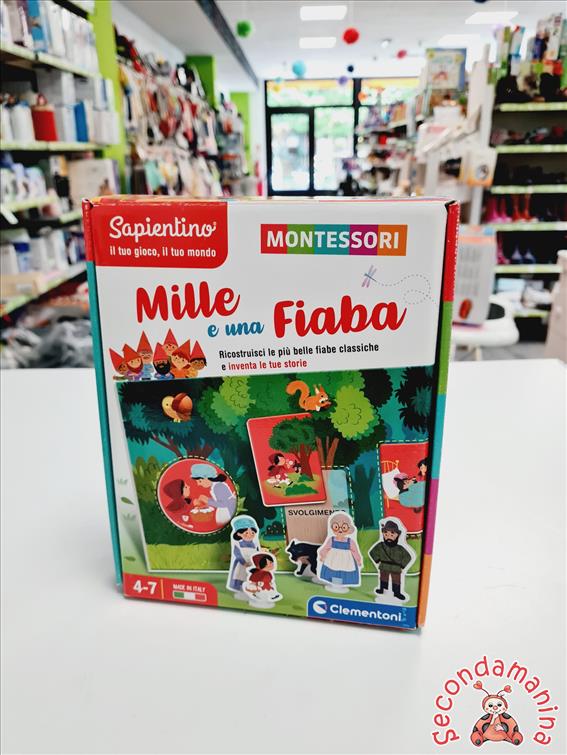 Sapientino
il tuo gioco, il tuo mondo
MONTESSORI
Mille
e una Fiaba
Ricostruisci le più belle fiabe classiche
e inventa le tue storie
SVOLGIMENTO
4-7
MADE IN ITALY
Clementoni
Secondamanina